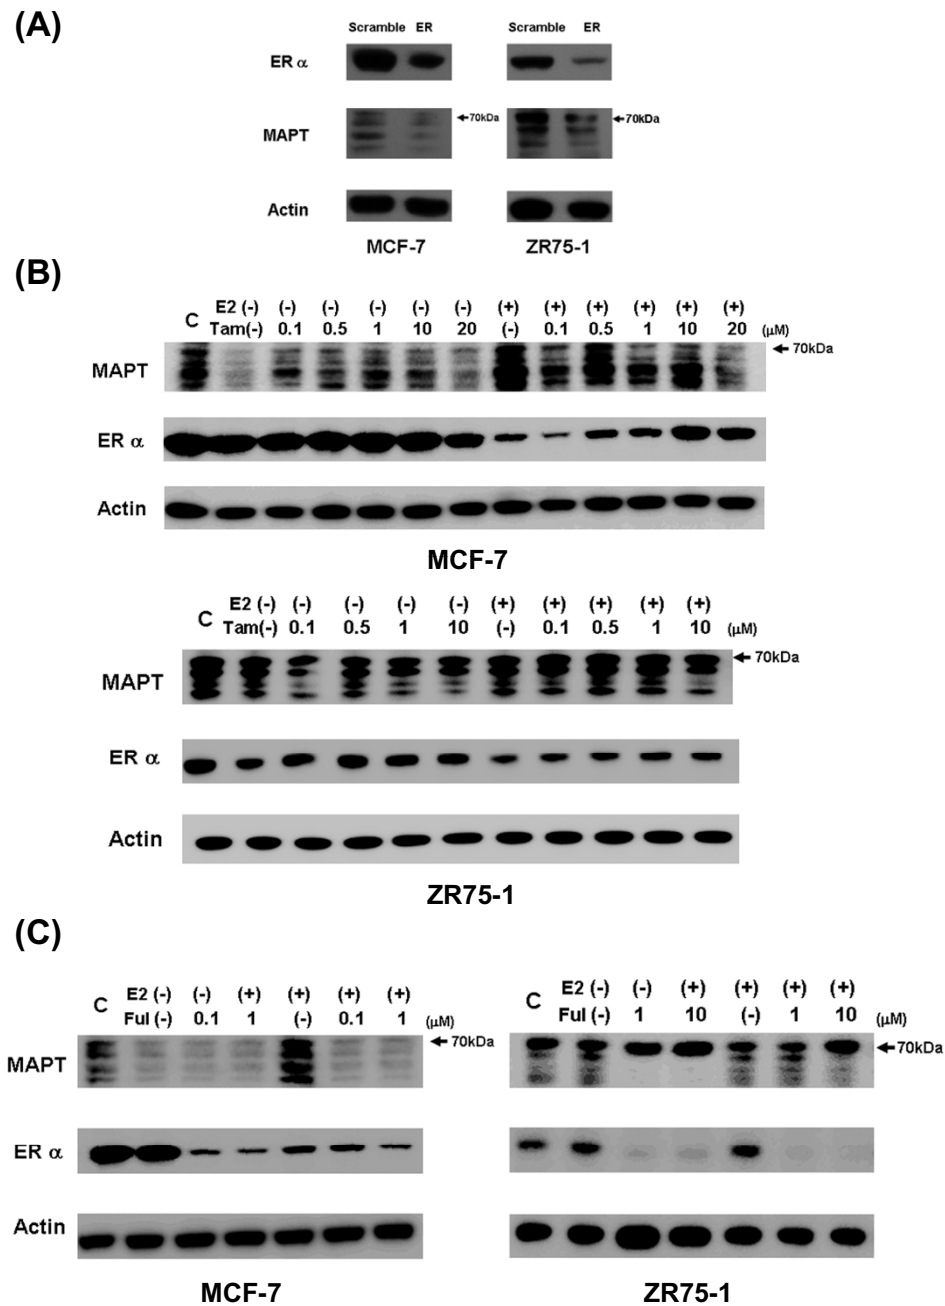 (A)
Scramble ER Scramble ER
ER α
MAPT ←70kDa ←70kDa
Actin
MCF-7 ZR75-1
(B)
C E2 (-) (-) (-) (-) (-) (-) (+) (+) (+) (+) (+) (+)
Tam(-) 0.1 0.5 1 10 20 (-) 0.1 0.5 1 10 20 (μM)
MAPT ← 70kDa
ER α
Actin
MCF-7
C E2 (-) (-) (-) (-) (-) (+) (+) (+) (+) (+)
Tam(-) 0.1 0.5 1 10 (-) 0.1 0.5 1 10 (μM)
MAPT ← 70kDa
ER α
Actin
ZR75-1
(C)
C E2 (-) (-) (+) (+) (+) (+)
Ful (-) 0.1 1 (-) 0.1 1 (μM)
MAPT ← 70kDa
ER α
Actin
MCF-7
C E2 (-) (-) (+) (+) (+) (+)
Ful (-) 1 10 (-) 1 10 (μM)
←70kDa
ZR75-1